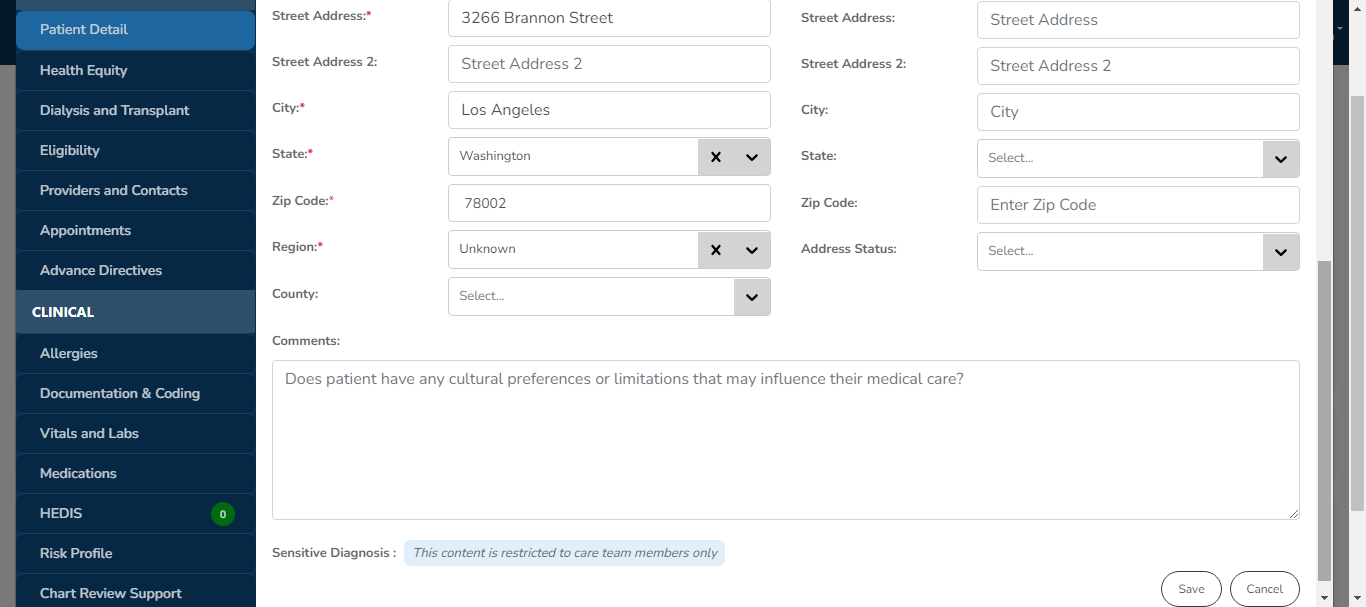 Patient Detail
Health Equity
Dialysis and Transplant
Eligibility
Providers and Contacts
Appointments
Advance Directives
CLINICAL
Allergies
Documentation & Coding
Vitals and Labs
Medications
HEDIS 0
Risk Profile
Chart Review Support
Street Address:* 3266 Brannon Street
Street Address 2: Street Address 2
City:* Los Angeles
State:* Washington
Zip Code:* 78002
Region:* Unknown
County: Select...
Street Address: Street Address
Street Address 2: Street Address 2
City: City
State: Select...
Zip Code: Enter Zip Code
Address Status: Select...
Comments:
Does patient have any cultural preferences or limitations that may influence their medical care?
Sensitive Diagnosis : This content is restricted to care team members only
Save Cancel